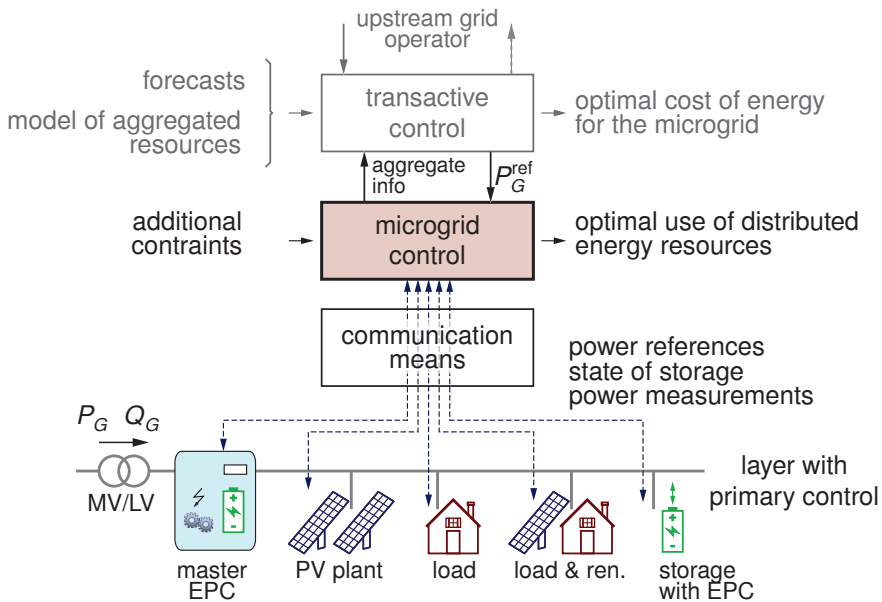 upstream grid
operator
forecasts
model of aggregated
resources
transactive
control
optimal cost of energy
for the microgrid
aggregate
info
P_G^ref
additional
contraints
microgrid
control
optimal use of distributed
energy resources
communication
means
power references
state of storage
power measurements
P_G Q_G
MV/LV
layer with
primary control
master
EPC
PV plant
load
load & ren.
storage
with EPC